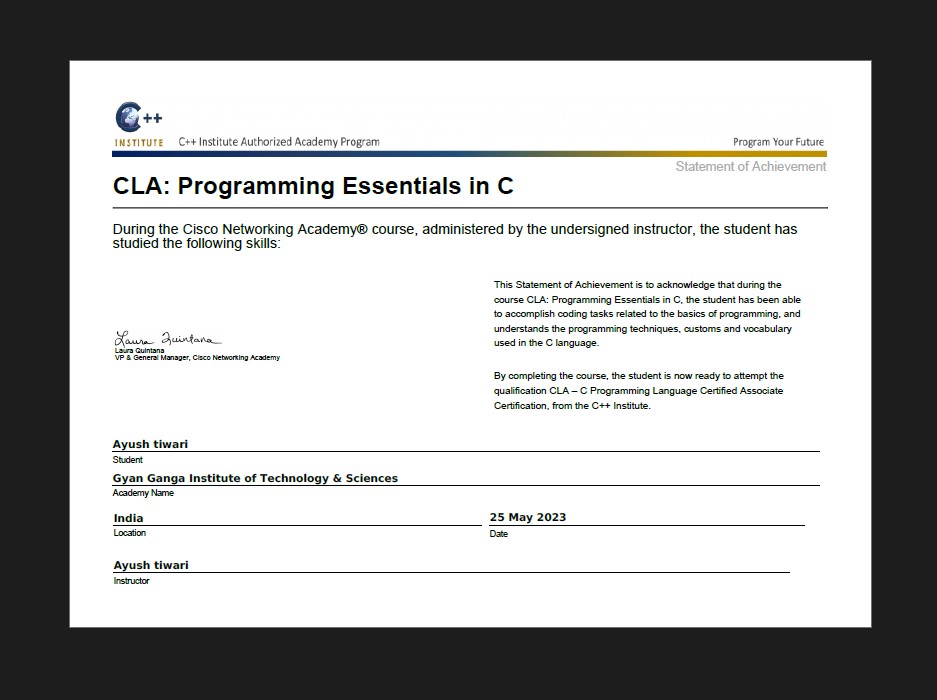 C++
INSTITUTE C++ Institute Authorized Academy Program Program Your Future
Statement of Achievement
CLA: Programming Essentials in C
During the Cisco Networking Academy® course, administered by the undersigned instructor, the student has
studied the following skills:
This Statement of Achievement is to acknowledge that during the
course CLA: Programming Essentials in C, the student has been able
to accomplish coding tasks related to the basics of programming, and
understands the programming techniques, customs and vocabulary
used in the C language.
Laura Quintana
Laura Quintana
VP & General Manager, Cisco Networking Academy
By completing the course, the student is now ready to attempt the
qualification CLA – C Programming Language Certified Associate
Certification, from the C++ Institute.
Ayush tiwari
Student
Gyan Ganga Institute of Technology & Sciences
Academy Name
India 25 May 2023
Location Date
Ayush tiwari
Instructor